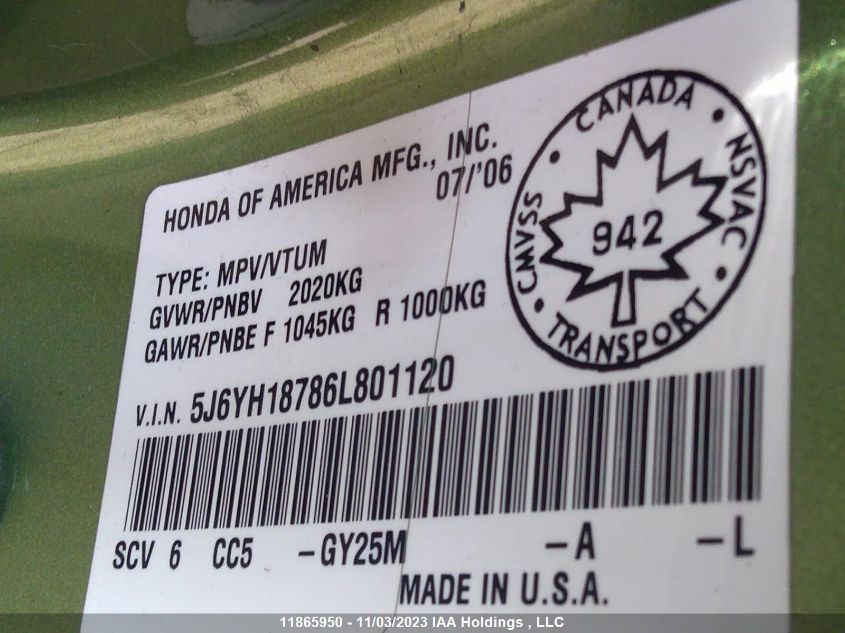 HONDA OF AMERICA MFG., INC.
07/'06
TYPE: MPV/VTUM
GVWR/PNBV 2020KG
GAWR/PNBE F 1045KG R 1000KG
CANADA
CMVSS NSVAC
942
TRANSPORT
V.I.N. 5J6YH18786L801120
SCV 6 CC5 -GY25M -A -L
MADE IN U.S.A.
11865950 - 11/03/2023 IAA Holdings , LLC